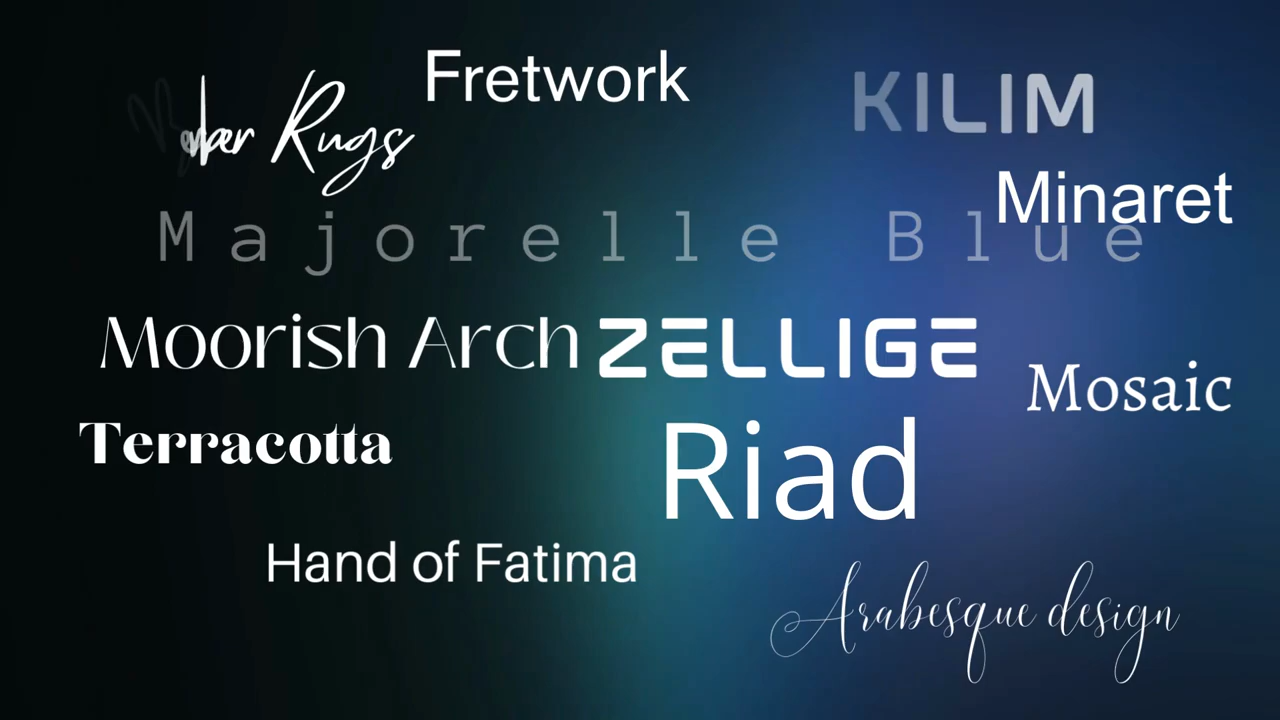 Fretwork
Rugs
KILIM
Minaret
Majorelle Blue
Moorish Arch
ZELLIGE
Mosaic
Terracotta
Riad
Hand of Fatima
Arabesque design